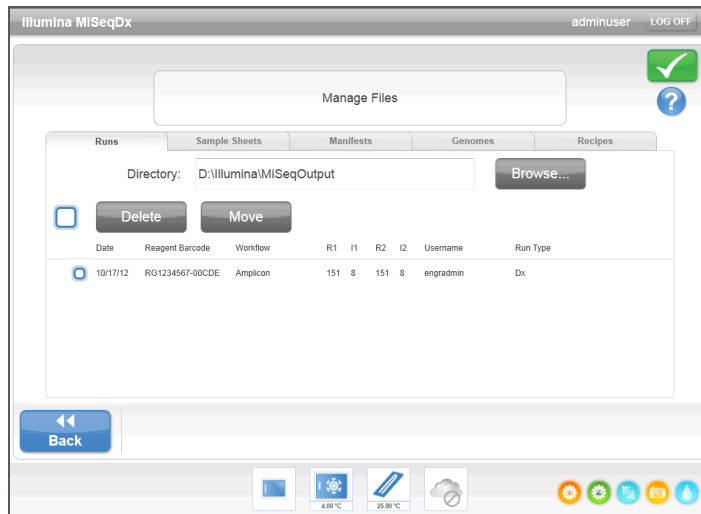 Illumina MiSeqDx adminuser LOG OFF
Manage Files
Runs Sample Sheets Manifests Genomes Recipes
Directory: D:\Illumina\MiSeqOutput Browse...
Delete Move
Date Reagent Barcode Workflow R1 I1 R2 I2 Username Run Type
10/17/12 RG1234567-00CDE Amplicon 151 8 151 8 engradmin Dx
Back
4.00 °C 25.00 °C